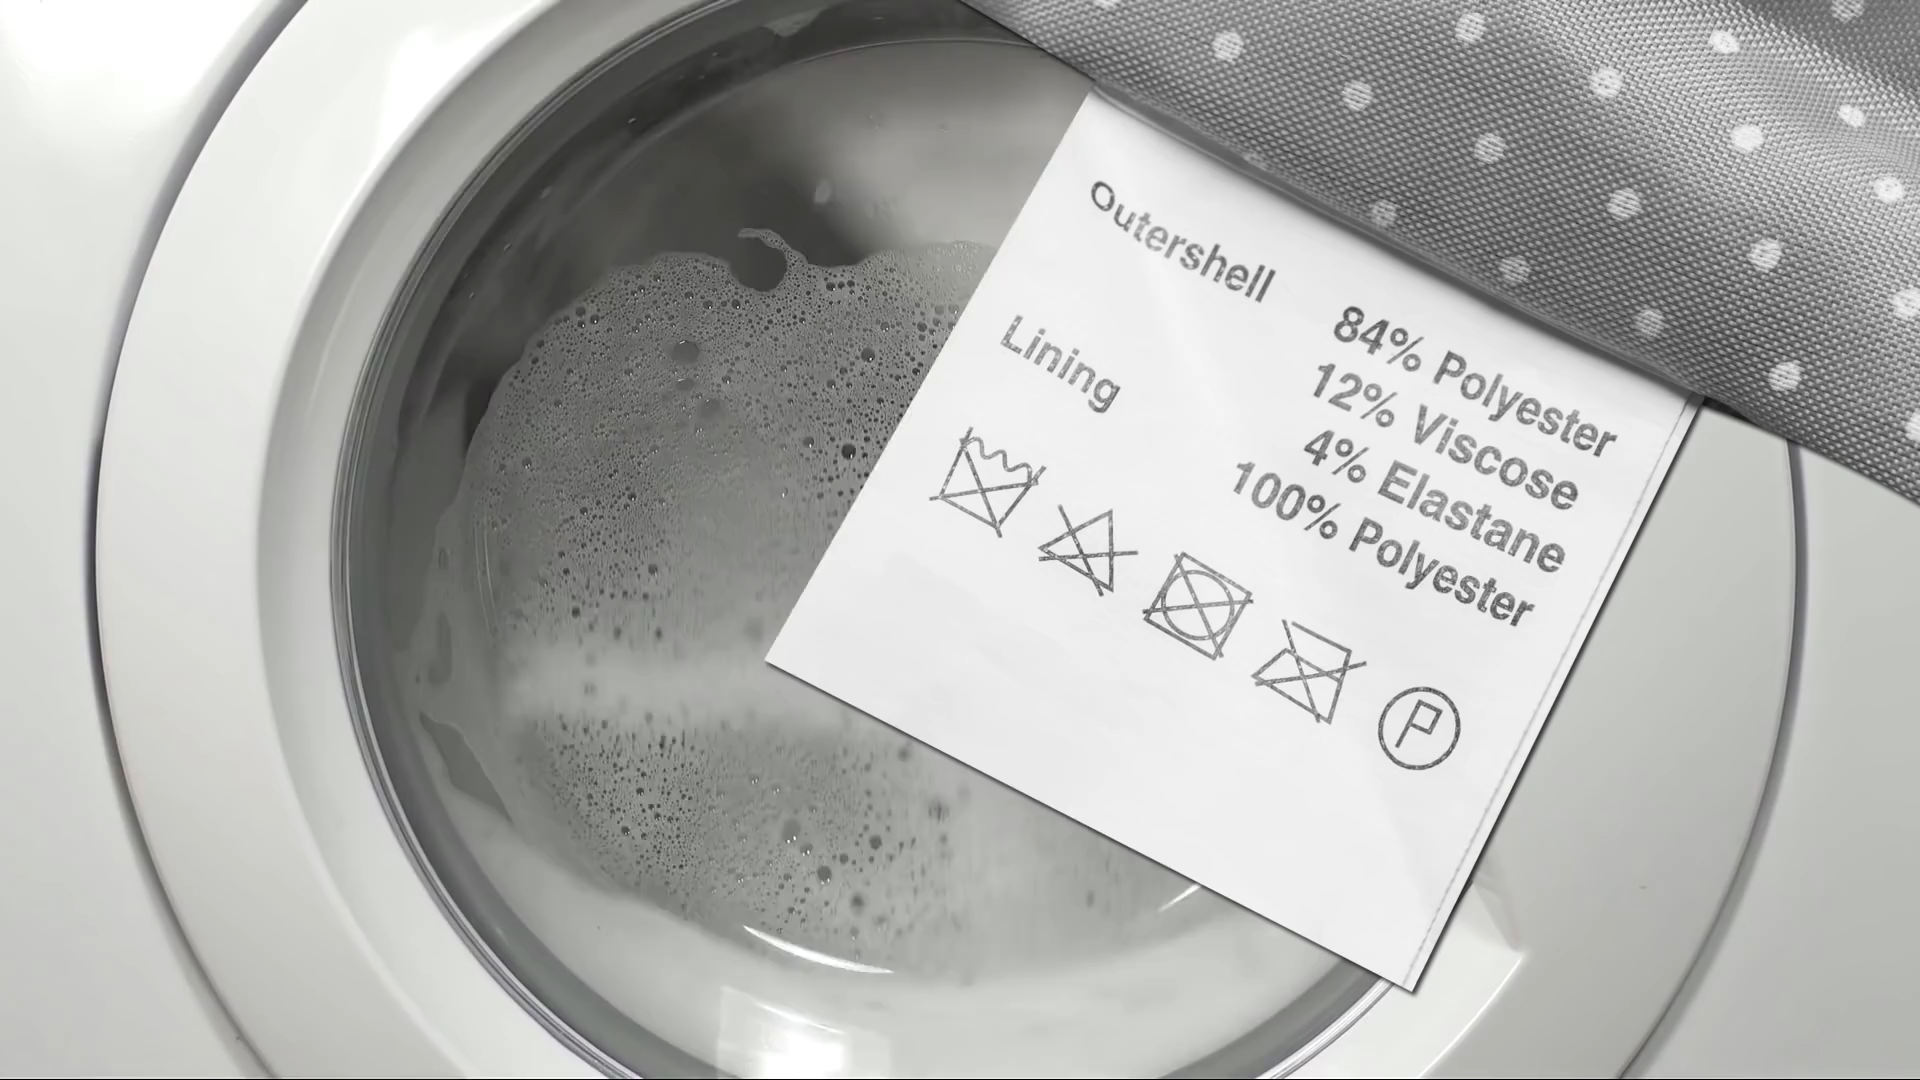 Outershell
84% Polyester
12% Viscose
4% Elastane
Lining
100% Polyester
P